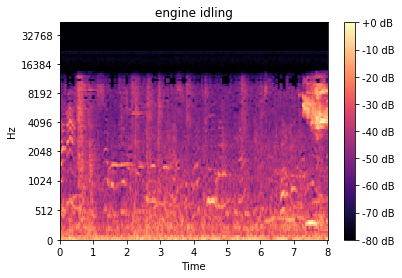 engine idling
Hz
32768
16384
8192
4096
2048
1024
512
0
0 1 2 3 4 5 6 7 8
Time
+0 dB
-10 dB
-20 dB
-30 dB
-40 dB
-50 dB
-60 dB
-70 dB
-80 dB